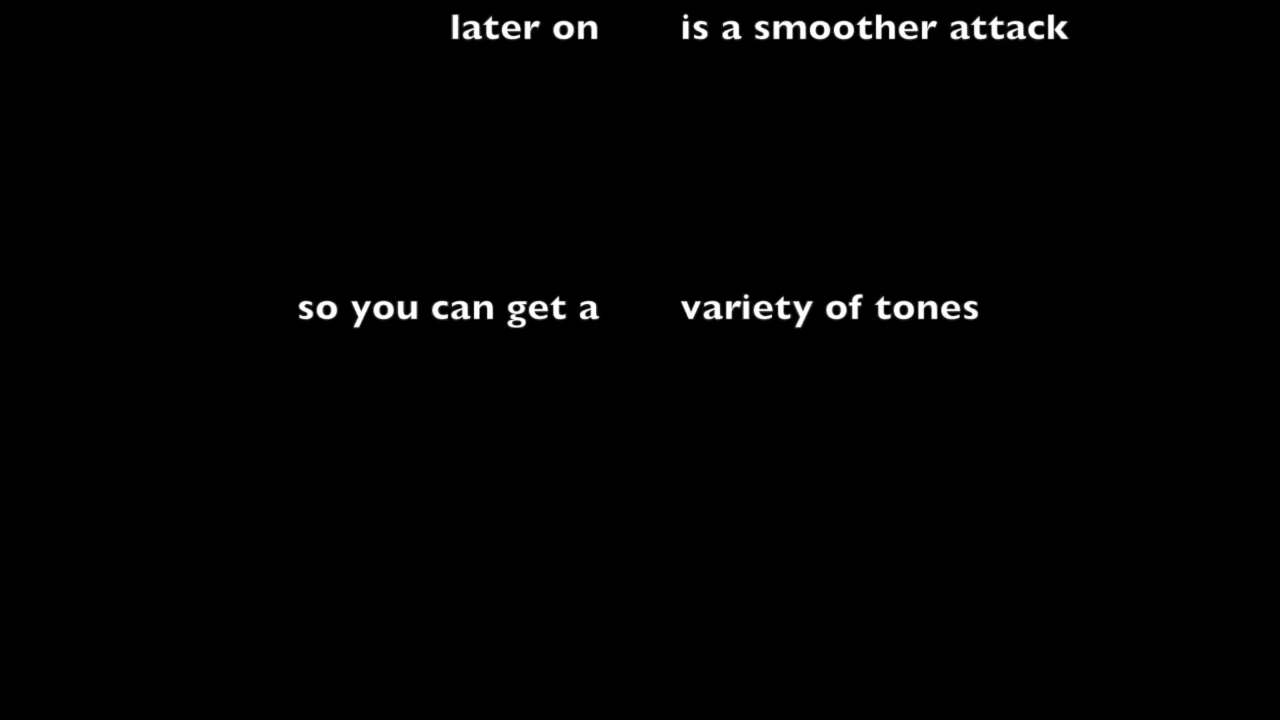 later on is a smoother attack
so you can get a variety of tones